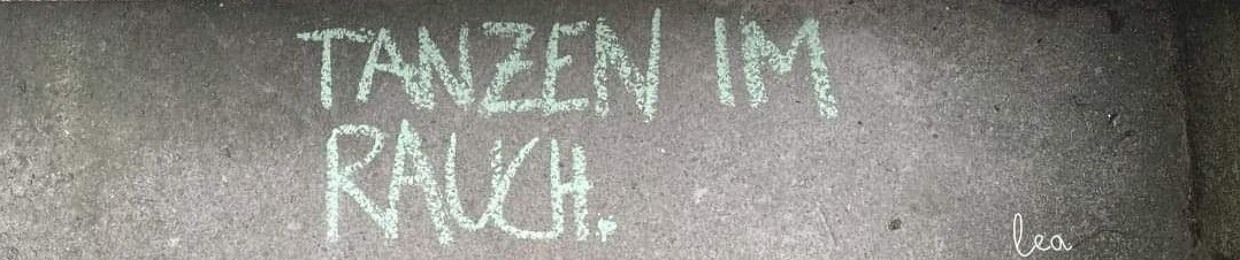 TANZEN IM
RAUCH.
lea